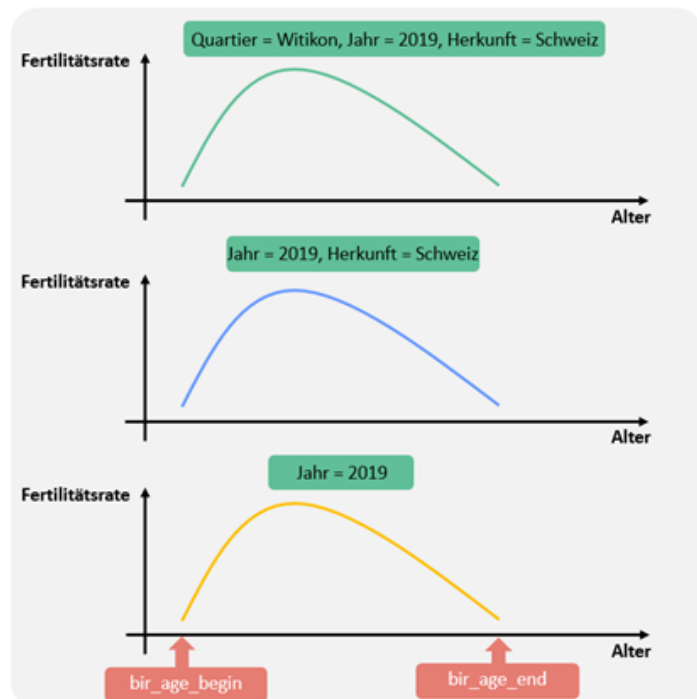 Quartier = Witikon, Jahr = 2019, Herkunft = Schweiz
Fertilitätsrate
Alter
Jahr = 2019, Herkunft = Schweiz
Fertilitätsrate
Alter
Jahr = 2019
Fertilitätsrate
Alter
bir_age_begin
bir_age_end